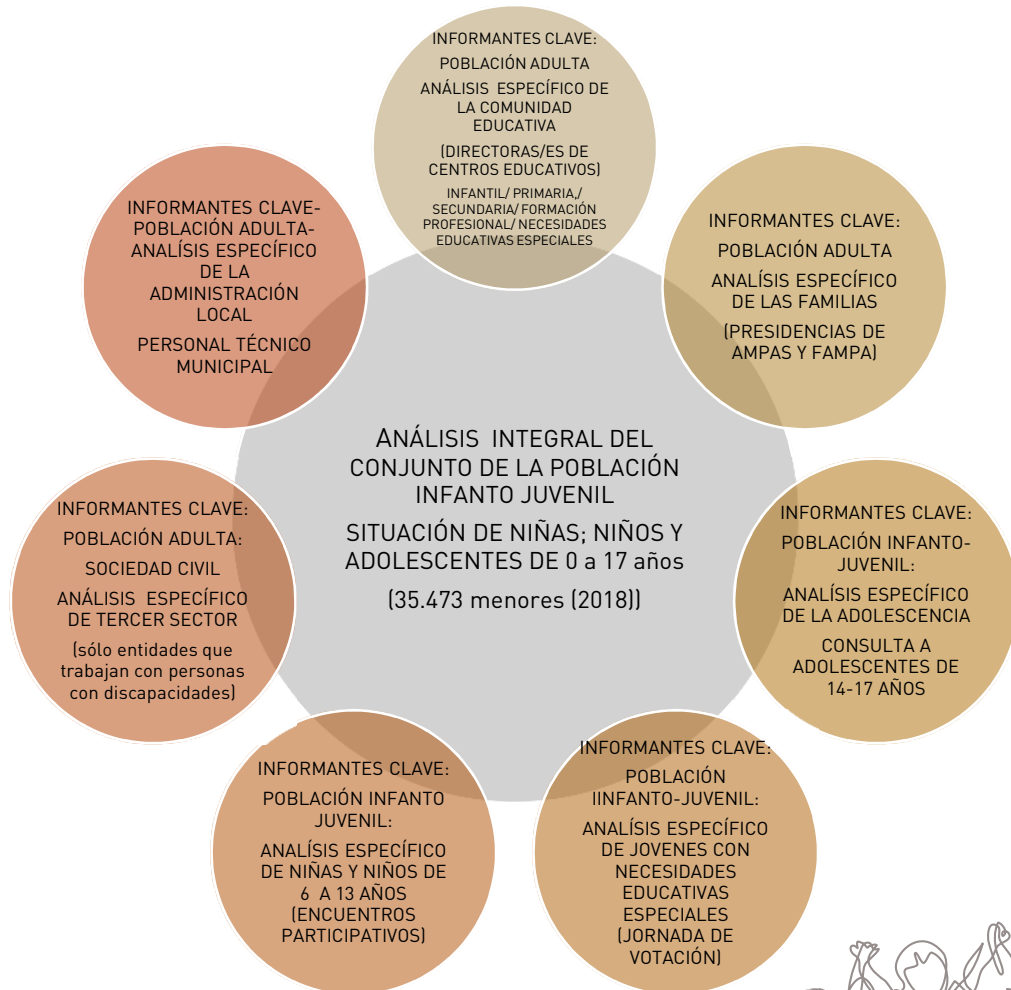 INFORMANTES CLAVE:
POBLACIÓN ADULTA
ANÁLISIS ESPECÍFICO DE
LA COMUNIDAD
EDUCATIVA
(DIRECTORAS/ES DE
CENTROS EDUCATIVOS)
INFANTIL/ PRIMARIA,/
SECUNDARIA/ FORMACIÓN
PROFESIONAL/ NECESIDADES
EDUCATIVAS ESPECIALES
INFORMANTES CLAVE:
POBLACIÓN ADULTA
ANALÍSIS ESPECÍFICO
DE LAS FAMILIAS
(PRESIDENCIAS DE
AMPAS Y FAMPA)
INFORMANTES CLAVE:
POBLACIÓN INFANTO-
JUVENIL:
ANALÍSIS ESPECÍFICO
DE LA ADOLESCENCIA
CONSULTA A
ADOLESCENTES DE
14-17 AÑOS
INFORMANTES CLAVE:
POBLACIÓN
IINFANTO-JUVENIL:
ANALÍSIS ESPECÍFICO
DE JOVENES CON
NECESIDADES
EDUCATIVAS
ESPECIALES
(JORNADA DE
VOTACIÓN)
INFORMANTES CLAVE:
POBLACIÓN INFANTO
JUVENIL:
ANALÍSIS ESPECÍFICO
DE NIÑAS Y NIÑOS DE
6 A 13 AÑOS
(ENCUENTROS
PARTICIPATIVOS)
INFORMANTES CLAVE:
POBLACIÓN ADULTA:
SOCIEDAD CIVIL
ANÁLISIS ESPECÍFICO
DE TERCER SECTOR
(sólo entidades que
trabajan con personas
con discapacidades)
INFORMANTES CLAVE-
POBLACIÓN ADULTA-
ANALÍSIS ESPECÍFICO
DE LA
ADMINISTRACIÓN
LOCAL
PERSONAL TÉCNICO
MUNICIPAL
ANÁLISIS INTEGRAL DEL
CONJUNTO DE LA POBLACIÓN
INFANTO JUVENIL
SITUACIÓN DE NIÑAS; NIÑOS Y
ADOLESCENTES DE 0 a 17 años
(35.473 menores (2018))